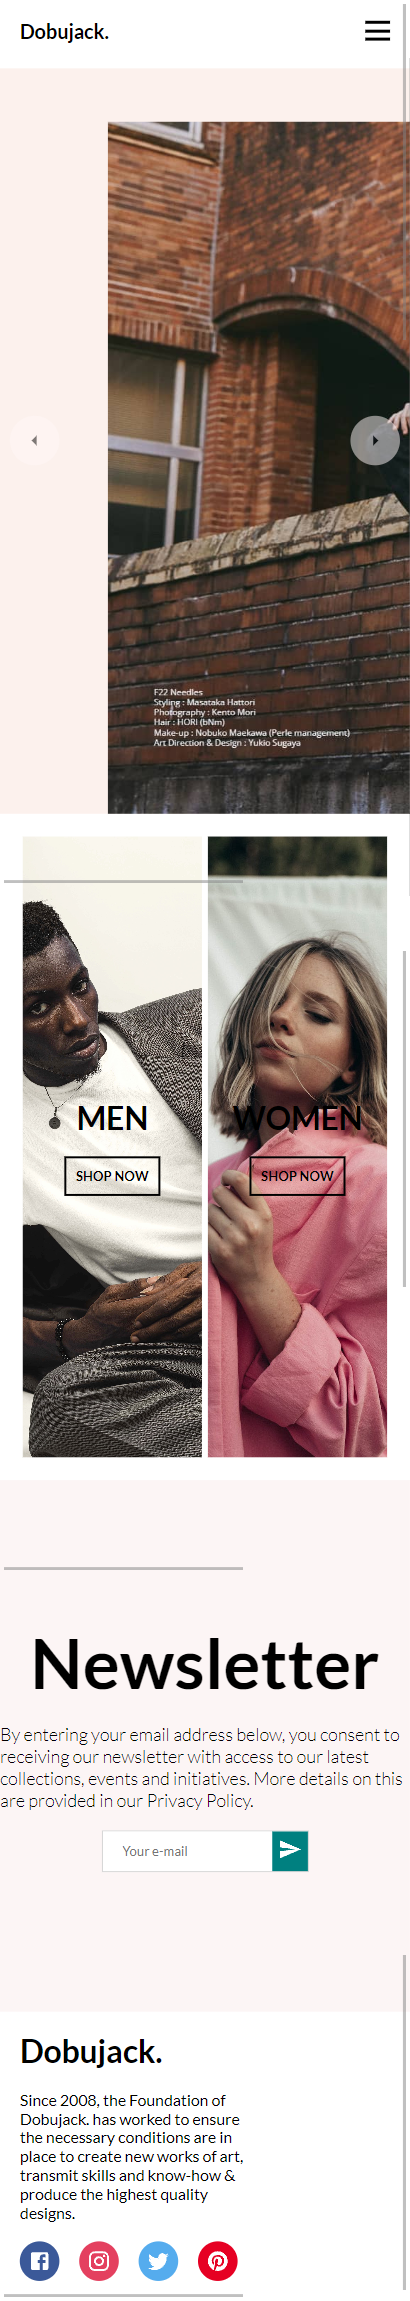 Dobujack.
F22 Needles
Styling : Masataka Hattori
Photography : Kento Mori
Hair : HORI (bNm)
Make-up : Nobuko Maekawa (Perle management)
Art Direction & Design : Yukio Sugaya
MEN
SHOP NOW
WOMEN
SHOP NOW
Newsletter
By entering your email address below, you consent to
receiving our newsletter with access to our latest
collections, events and initiatives. More details on this
are provided in our Privacy Policy.
Your e-mail
Dobujack.
Since 2008, the Foundation of
Dobujack. has worked to ensure
the necessary conditions are in
place to create new works of art,
transmit skills and know-how &
produce the highest quality
designs.